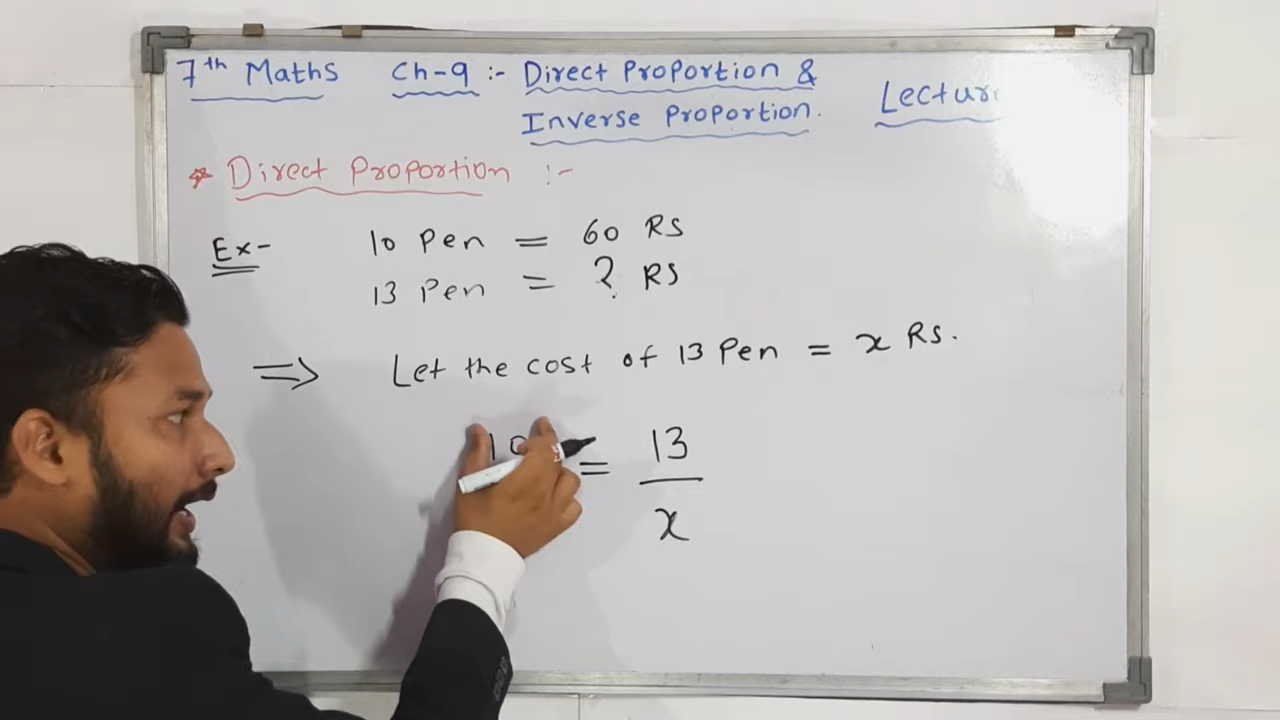 7th Maths Ch-9 :- Direct Proportion &
Inverse Proportion.
* Direct Proportion :-
Ex- 10 Pen = 60 RS
13 Pen = ? RS
⇒ Let the cost of 13 Pen = x Rs.
10 = 13
x